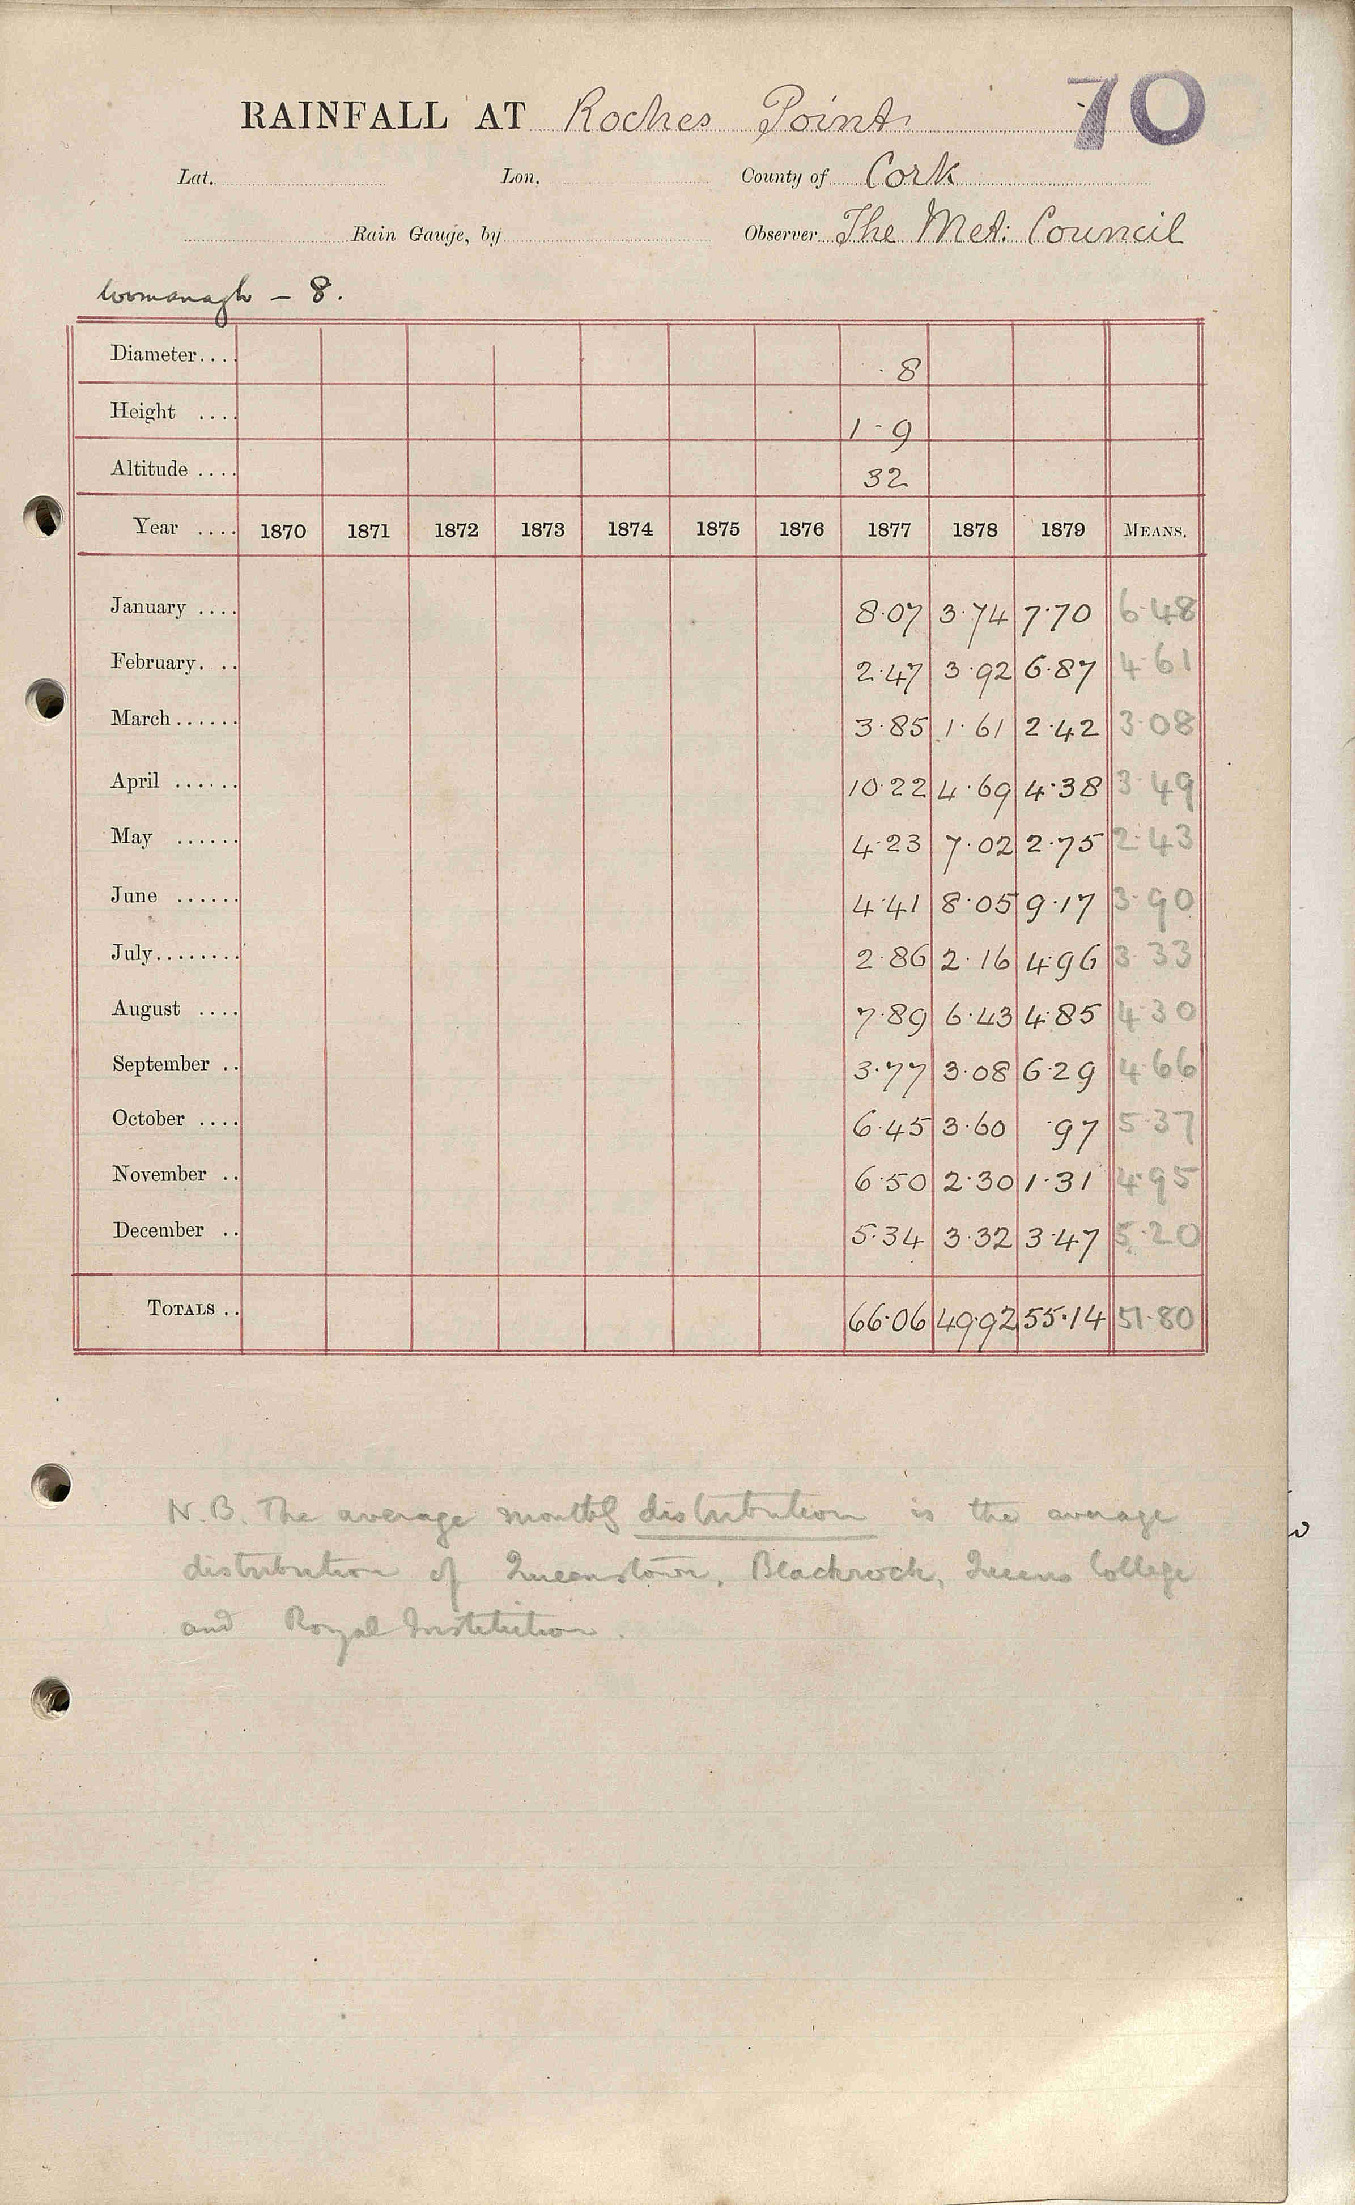 70
RAINFALL AT Roches Point
Lat. Lon. County of Cork
Rain Gauge, by Observer The Met: Council
Womanagh – 8.
Diameter.... 8
Height .... 1 - 9
Altitude .... 32
Year .... 1870 1871 1872 1873 1874 1875 1876 1877 1878 1879 MEANS.
January .... 8·07 3·74 7·70 6·48
February. .. 2·47 3·92 6·87 4·61
March...... 3·85 1·61 2·42 3·08
April ...... 10·22 4·69 4·38 3·49
May ...... 4·23 7·02 2·75 2·43
June ...... 4·41 8·05 9·17 3·90
July........ 2·86 2·16 4·96 3·33
August .... 7·89 6·43 4·85 4·30
September .. 3·77 3·08 6·29 4·66
October .... 6·45 3·60 ·97 5·37
November .. 6·50 2·30 1·31 4·95
December .. 5·34 3·32 3·47 5·20
TOTALS .. 66·06 49·92 55·14 51·80
N.B. The average monthly distribution is the average
distribution of Queenstown, Blackrock, Queens College
and Royal Institution.